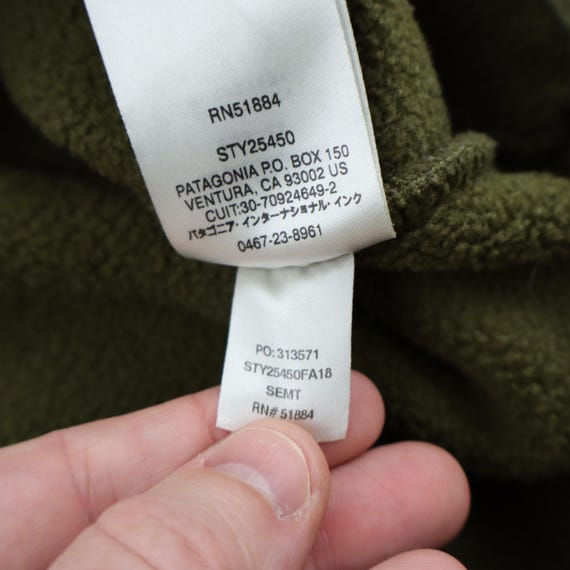 RN51884
STY25450
PATAGONIA P.O. BOX 150
VENTURA, CA 93002 US
CUIT:30-70924649-2
パタゴニア・インターナショナル・インク
0467-23-8961
PO: 313571
STY25450FA18
SEMT
RN# 51884